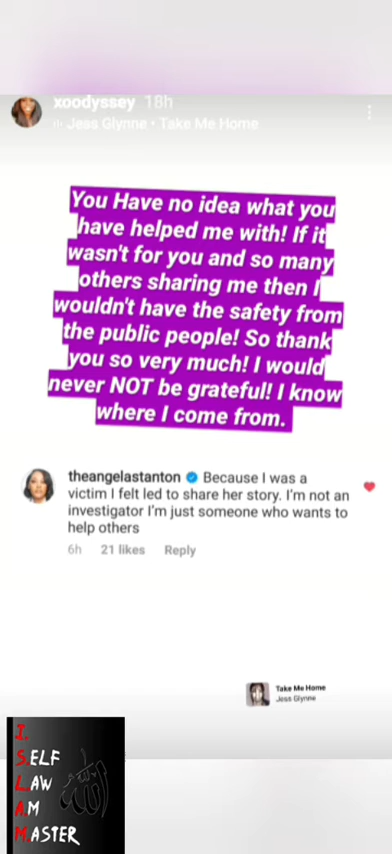 xoodyssey 18h
Jess Glynne • Take Me Home
You Have no idea what you
have helped me with! If it
wasn't for you and so many
others sharing me then I
wouldn't have the safety from
the public people! So thank
you so very much! I would
never NOT be grateful! I know
where I come from.
theangelastanton Because I was a
victim I felt led to share her story. I'm not an
investigator I'm just someone who wants to
help others
6h 21 likes Reply
Take Me Home
Jess Glynne
I.
S.ELF
L.AW
A.M
M.ASTER
الله